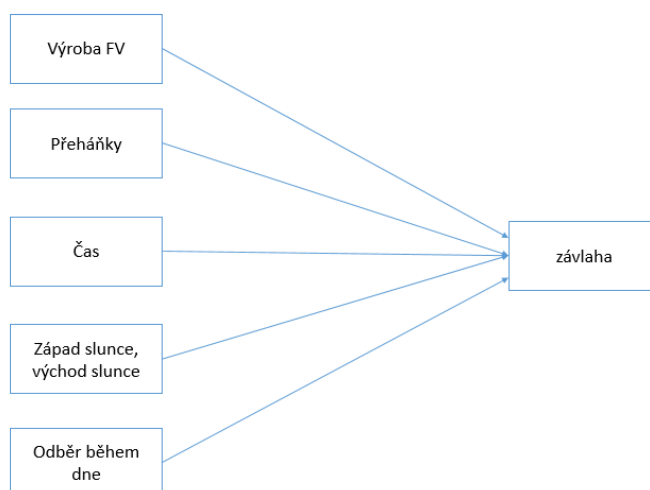 Výroba FV
Přeháňky
Čas
závlaha
Západ slunce,
východ slunce
Odběr během
dne